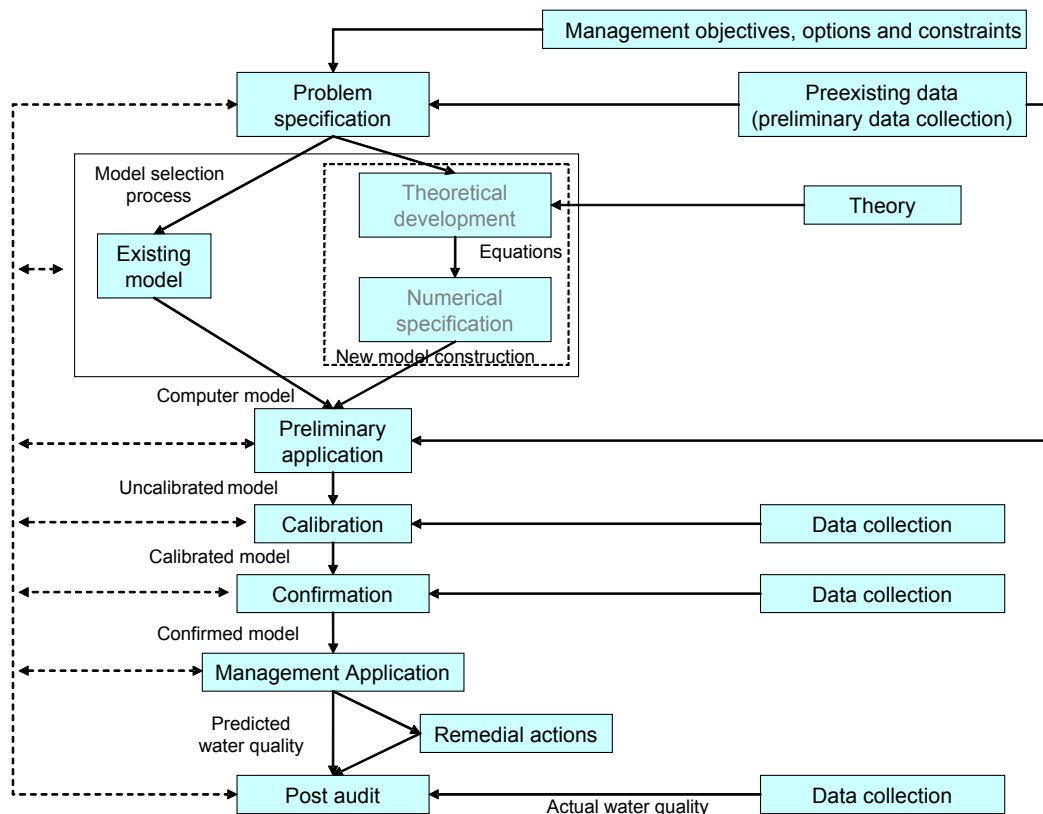 Management objectives, options and constraints
Problem
specification
Preexisting data
(preliminary data collection)
Model selection
process
Theoretical
development
Theory
Existing
model
Equations
Numerical
specification
New model construction
Computer model
Preliminary
application
Uncalibrated model
Calibration
Data collection
Calibrated model
Confirmation
Data collection
Confirmed model
Management Application
Predicted
water quality
Remedial actions
Post audit
Actual water quality
Data collection